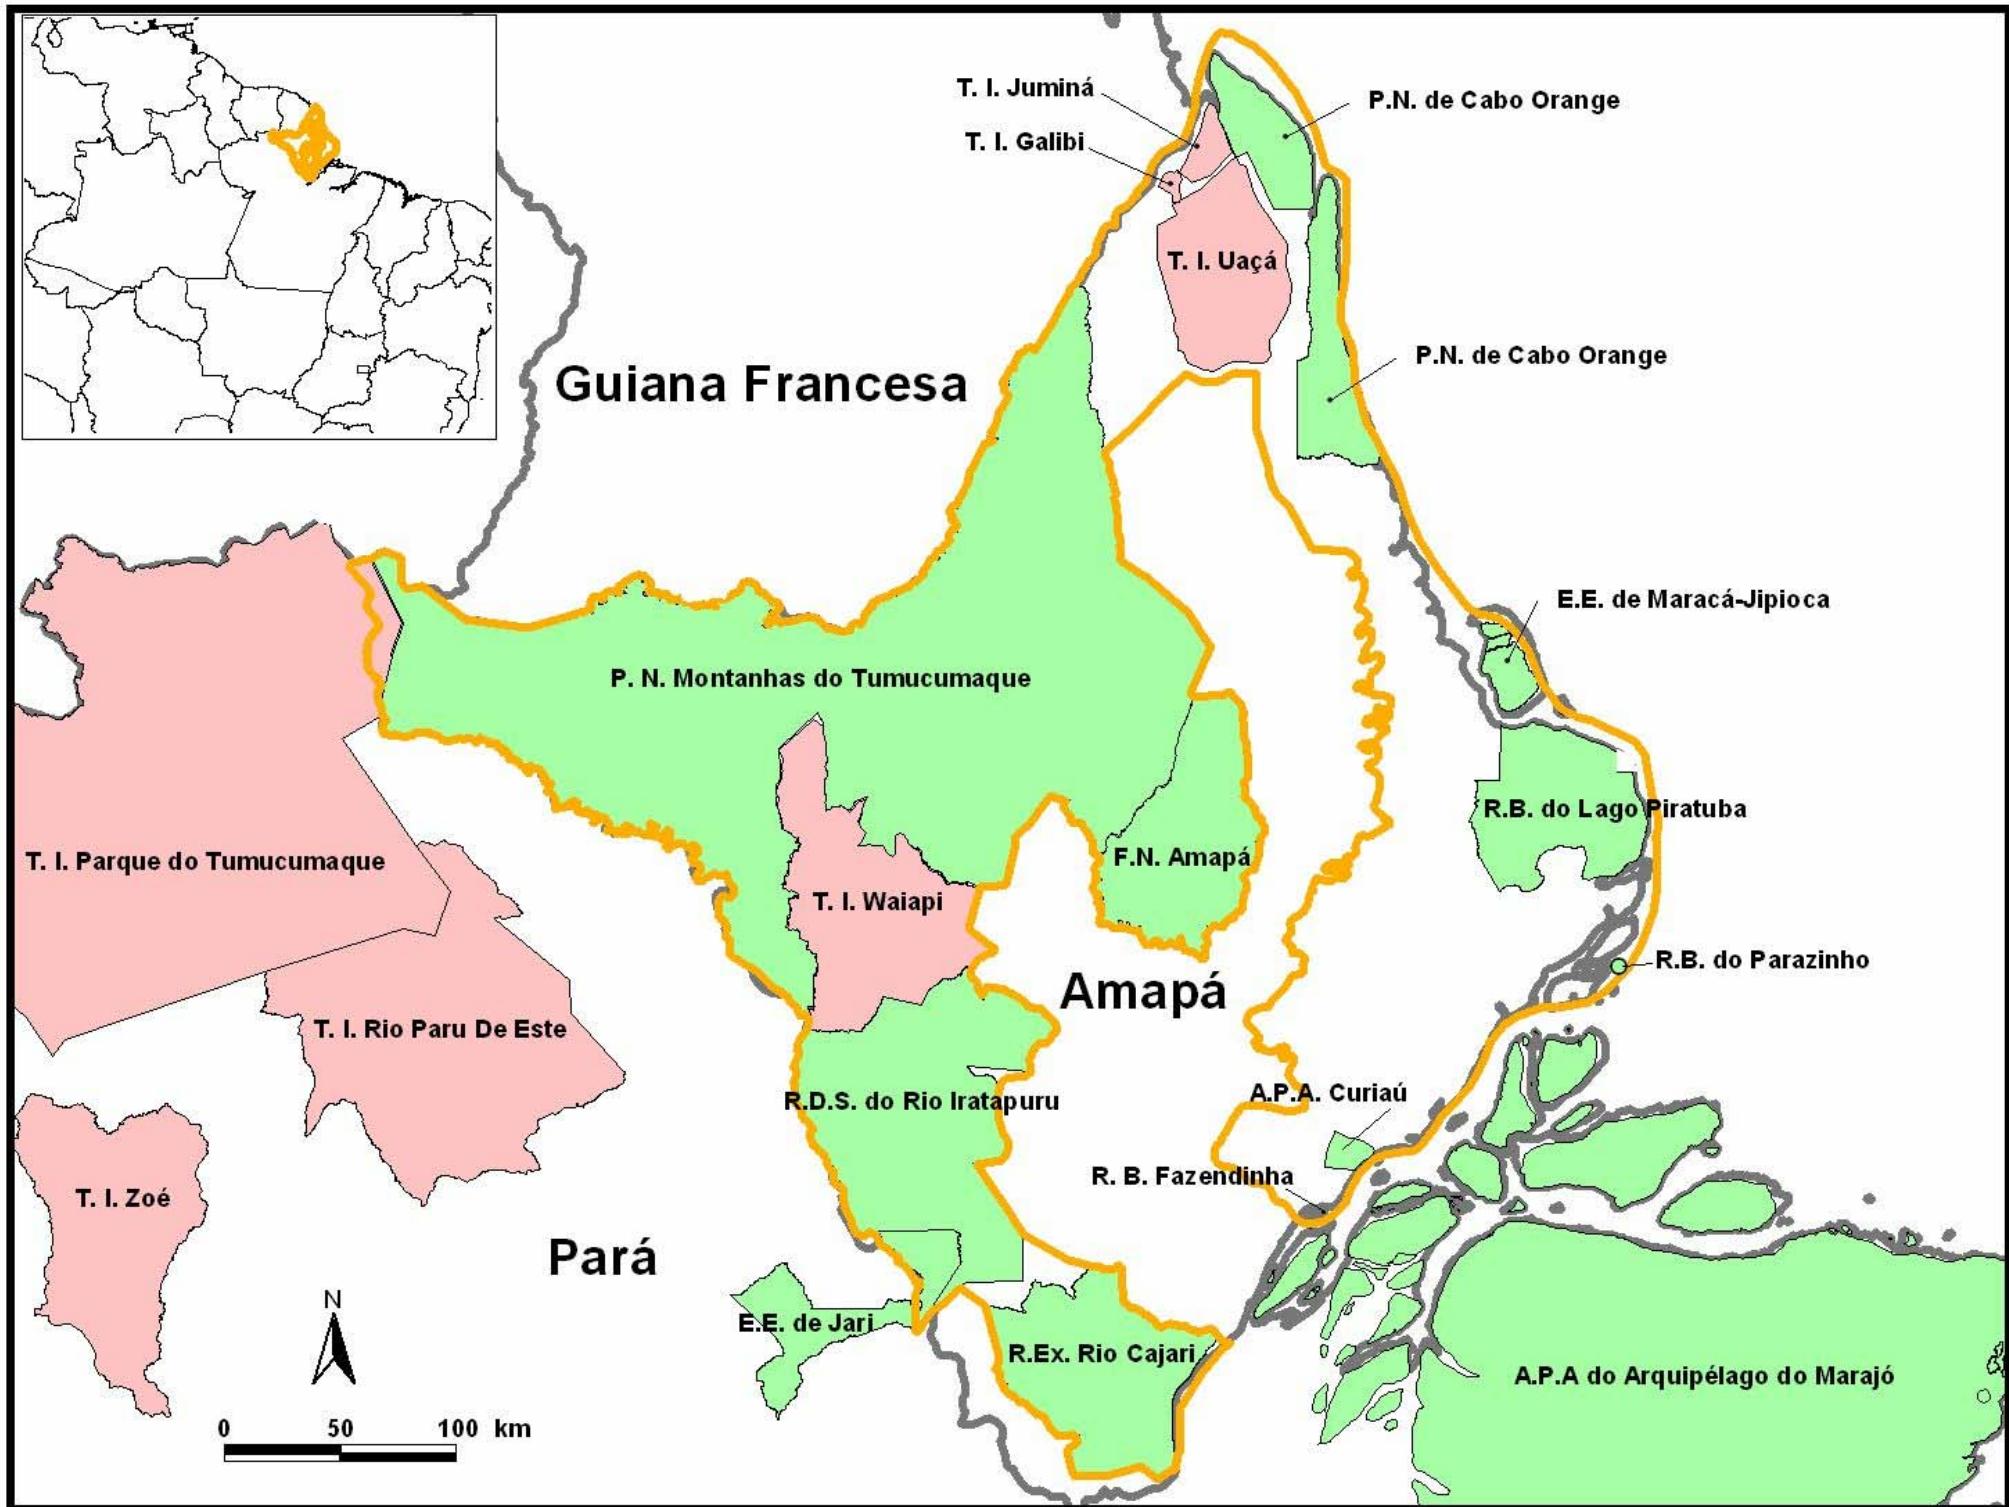 T. I. Juminá
P.N. de Cabo Orange
T. I. Galibi
T. I. Uaçá
P.N. de Cabo Orange
Guiana Francesa
E.E. de Maracá-Jipioca
P. N. Montanhas do Tumucumaque
R.B. do Lago Piratuba
F.N. Amapá
T. I. Parque do Tumucumaque
T. I. Waiapi
R.B. do Parazinho
Amapá
T. I. Rio Paru De Este
A.P.A. Curiaú
R.D.S. do Rio Iratapuru
R. B. Fazendinha
T. I. Zoé
Pará
N
E.E. de Jari
R.Ex. Rio Cajari
A.P.A do Arquipélago do Marajó
0 50 100 km